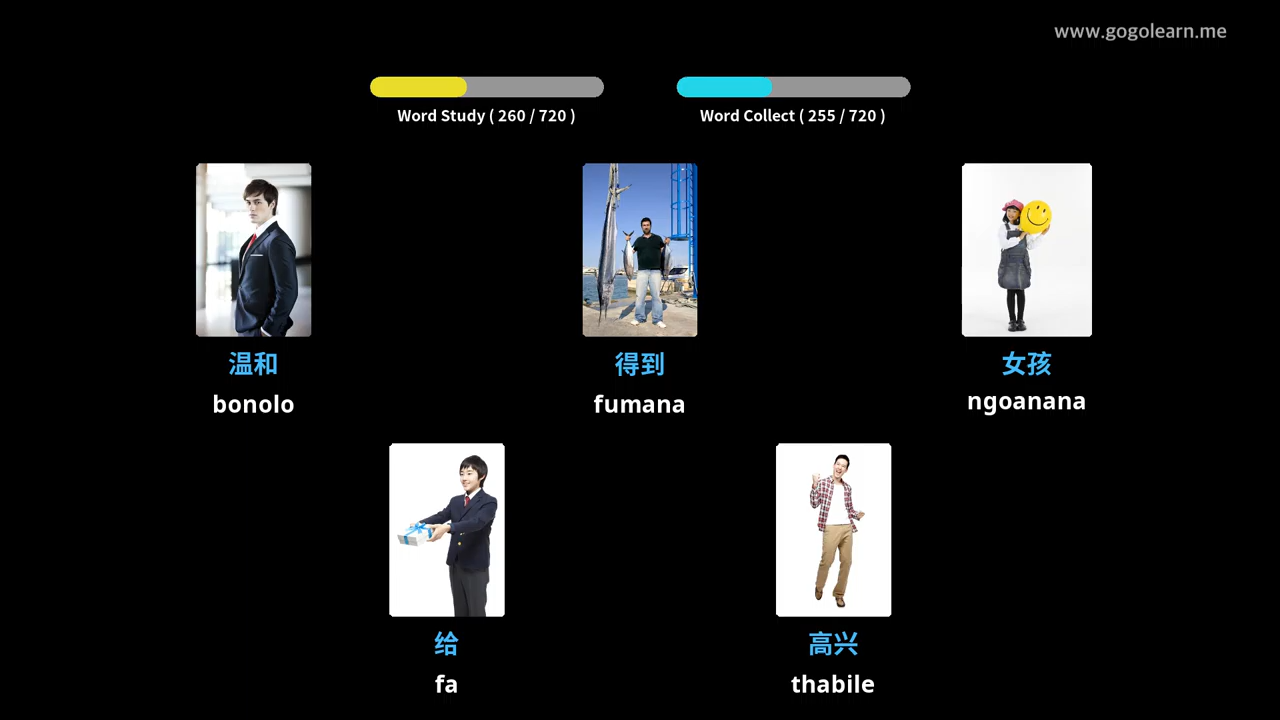 www.gogolearn.me
Word Study ( 260 / 720 )
Word Collect ( 255 / 720 )
温和
bonolo
得到
fumana
女孩
ngoanana
给
fa
高兴
thabile